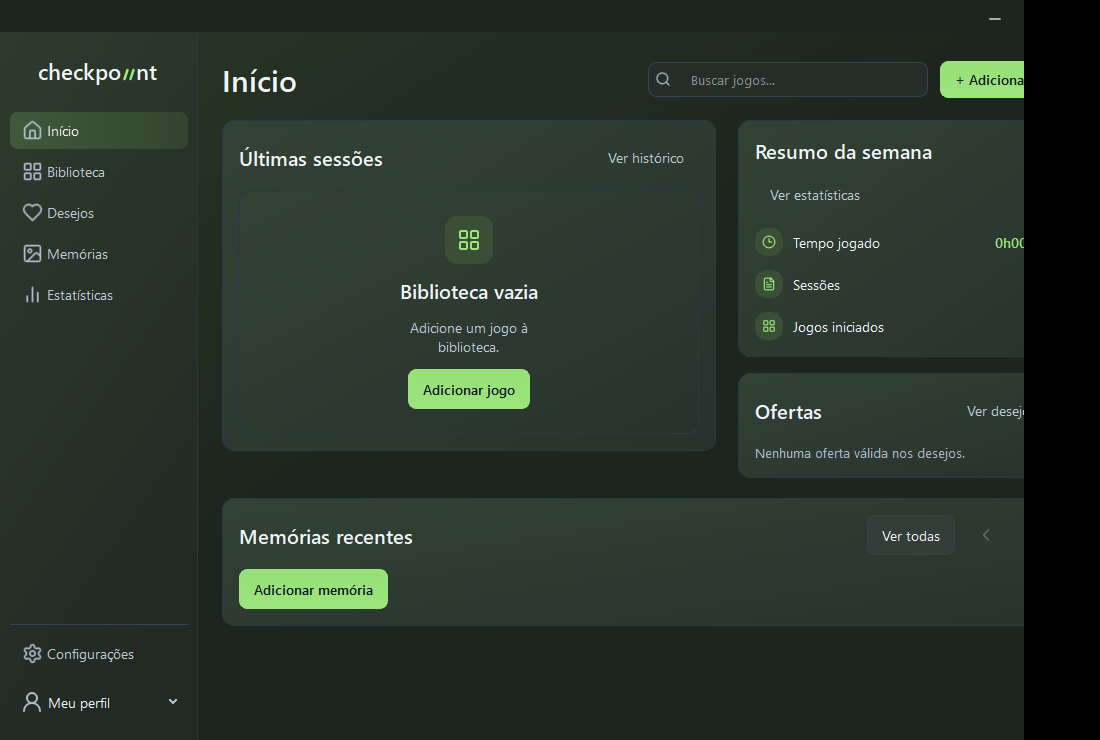 checkpo//nt
Início
Biblioteca
Desejos
Memórias
Estatísticas
Configurações
Meu perfil
Início
Buscar jogos...
+ Adiciona
Últimas sessões
Ver histórico
Biblioteca vazia
Adicione um jogo à
biblioteca.
Adicionar jogo
Resumo da semana
Ver estatísticas
Tempo jogado
0h00
Sessões
Jogos iniciados
Ofertas
Ver desejo
Nenhuma oferta válida nos desejos.
Memórias recentes
Ver todas
Adicionar memória